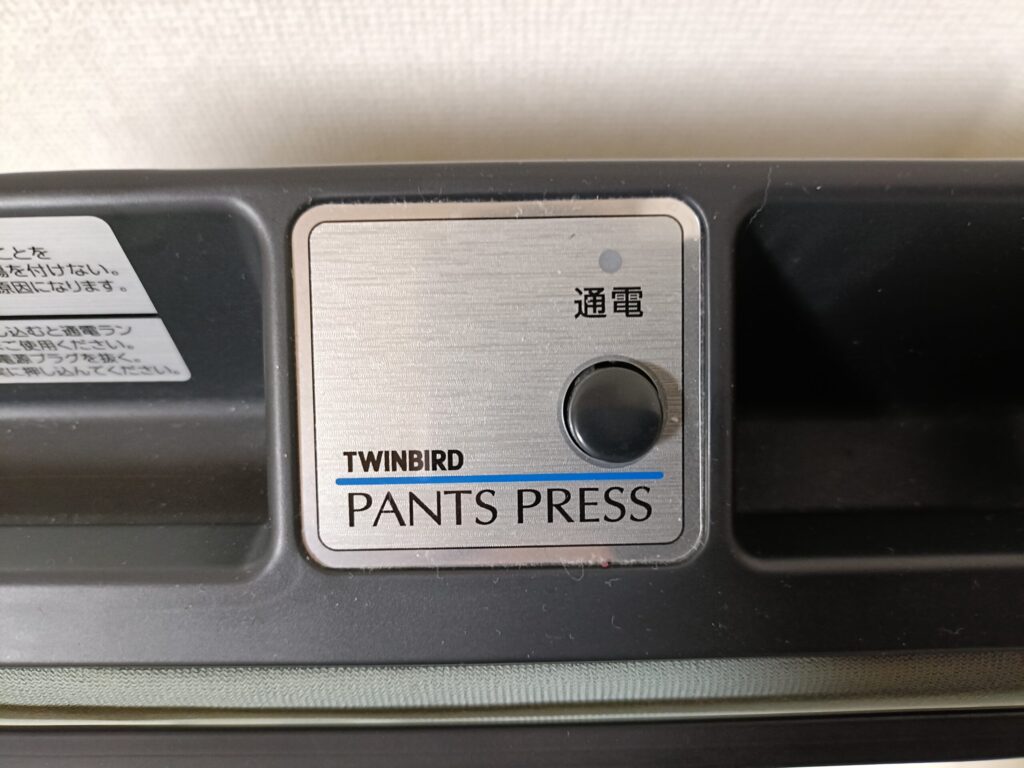 ことを
を付けない。
原因になります。
し込むと通電ラン
ご使用ください。
電源プラグを抜く。
に押し込んでください。
通電
TWINBIRD
PANTS PRESS